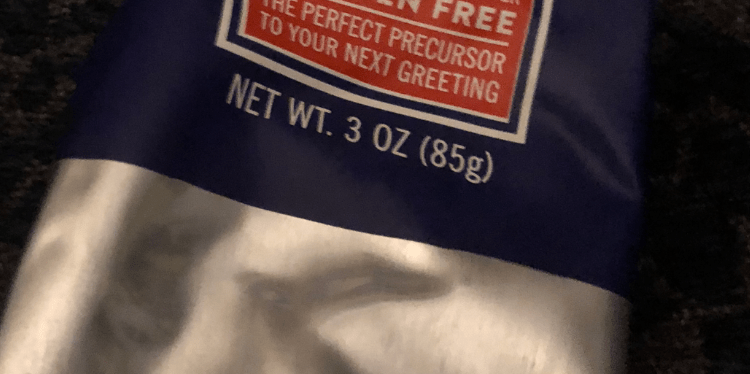 FREE
THE PERFECT PRECURSOR
TO YOUR NEXT GREETING
NET WT. 3 OZ (85g)